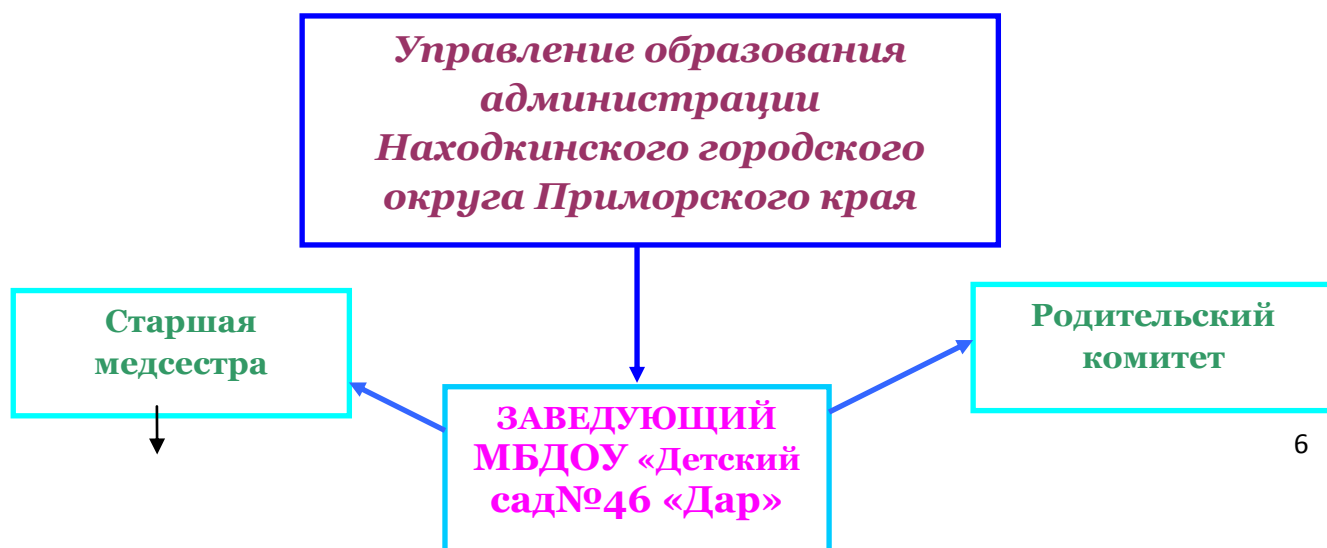 Управление образования
администрации
Находкинского городского
округа Приморского края
Старшая
медсестра
Родительский
комитет
ЗАВЕДУЮЩИЙ
МБДОУ «Детский
сад№46 «Дар»
6